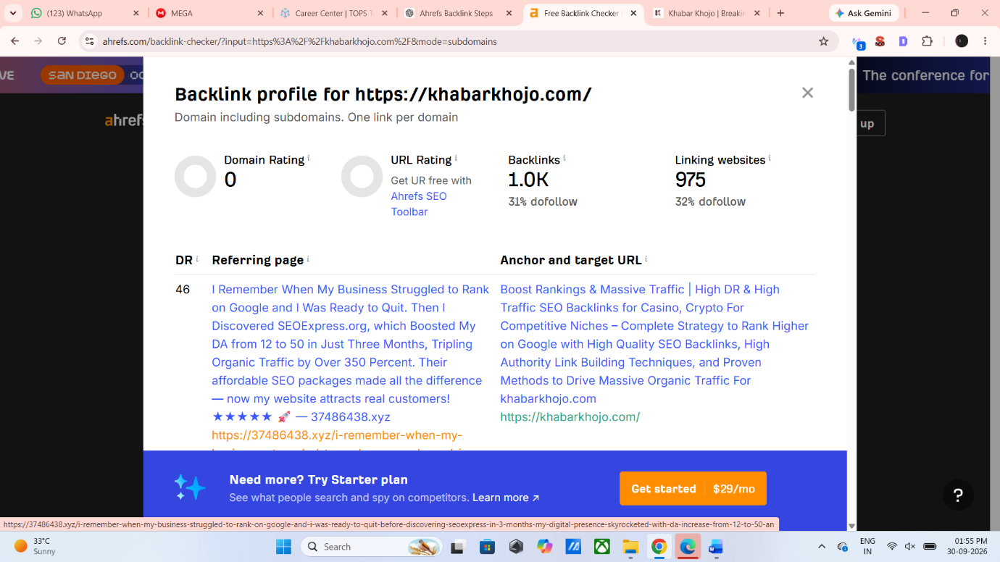 (123) WhatsApp
MEGA
Career Center | TOPS T
Ahrefs Backlink Steps
Free Backlink Checker
Khabar Khojo | Breakin
Ask Gemini
ahrefs.com/backlink-checker/?input=https%3A%2F%2Fkhabarkhojo.com%2F&mode=subdomains
3
SEO
VE
SAN DIEGO
OC
The conference for
ahrefs
up
Backlink profile for https://khabarkhojo.com/
Domain including subdomains. One link per domain
Domain Rating i
0
URL Rating i
Get UR free with
Ahrefs SEO
Toolbar
Backlinks i
1.0K
31% dofollow
Linking websites i
975
32% dofollow
DR i Referring page i Anchor and target URL i
46
I Remember When My Business Struggled to Rank
on Google and I Was Ready to Quit. Then I
Discovered SEOExpress.org, which Boosted My
DA from 12 to 50 in Just Three Months, Tripling
Organic Traffic by Over 350 Percent. Their
affordable SEO packages made all the difference
— now my website attracts real customers!
★★★★★ 🚀 — 37486438.xyz
https://37486438.xyz/i-remember-when-my-
Boost Rankings & Massive Traffic | High DR & High
Traffic SEO Backlinks for Casino, Crypto For
Competitive Niches – Complete Strategy to Rank Higher
on Google with High Quality SEO Backlinks, High
Authority Link Building Techniques, and Proven
Methods to Drive Massive Organic Traffic For
khabarkhojo.com
https://khabarkhojo.com/
Need more? Try Starter plan
See what people search and spy on competitors. Learn more ↗
Get started $29/mo
?
https://37486438.xyz/i-remember-when-my-business-struggled-to-rank-on-google-and-i-was-ready-to-quit-before-discovering-seoexpress-in-3-months-my-digital-presence-skyrocketed-with-da-increase-from-12-to-50-an
33°C
Sunny
Search
ENG
IN
01:55 PM
30-09-2026